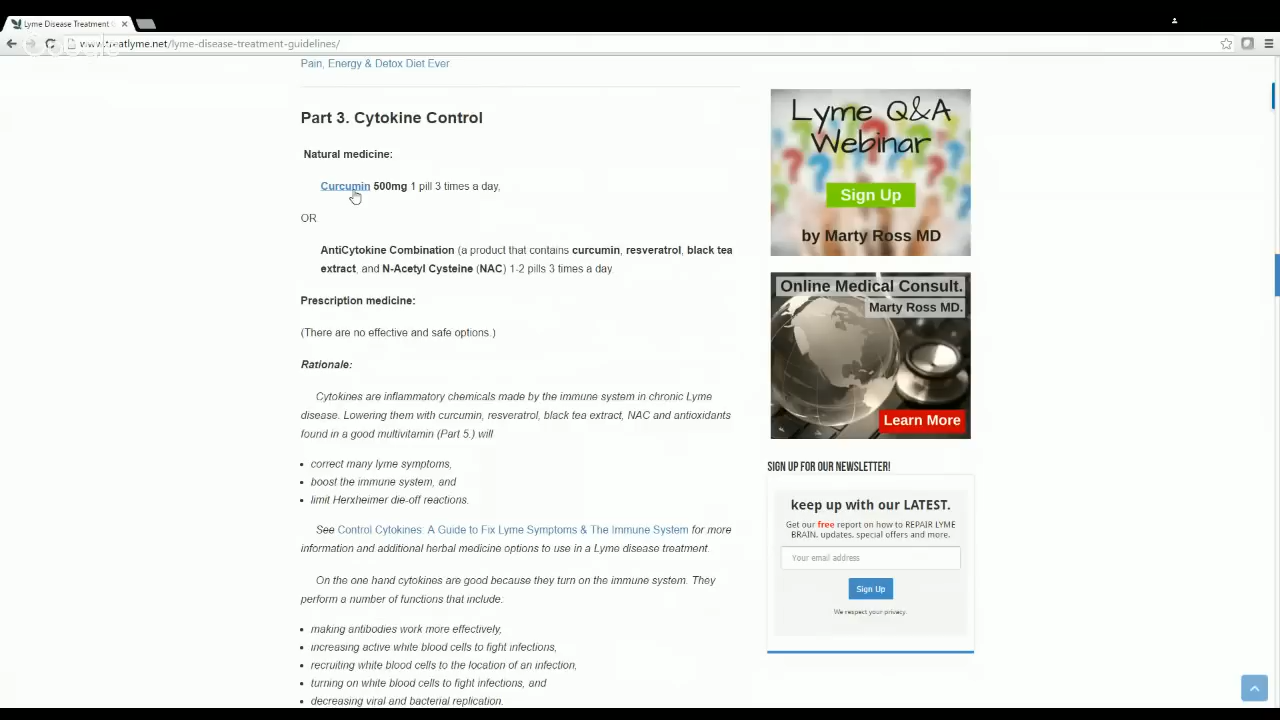 Lyme Disease Treatment
www.treatlyme.net/lyme-disease-treatment-guidelines/
Pain, Energy & Detox Diet Ever
Part 3. Cytokine Control
Natural medicine:
Curcumin 500mg 1 pill 3 times a day,
OR
AntiCytokine Combination (a product that contains curcumin, resveratrol, black tea
extract, and N-Acetyl Cysteine (NAC) 1-2 pills 3 times a day
Prescription medicine:
(There are no effective and safe options.)
Rationale:
Cytokines are inflammatory chemicals made by the immune system in chronic Lyme
disease. Lowering them with curcumin, resveratrol, black tea extract, NAC and antioxidants
found in a good multivitamin (Part 5.) will
correct many lyme symptoms,
boost the immune system, and
limit Herxheimer die-off reactions.
See Control Cytokines: A Guide to Fix Lyme Symptoms & The Immune System for more
information and additional herbal medicine options to use in a Lyme disease treatment.
On the one hand cytokines are good because they turn on the immune system. They
perform a number of functions that include:
making antibodies work more effectively,
increasing active white blood cells to fight infections,
recruiting white blood cells to the location of an infection,
turning on white blood cells to fight infections, and
decreasing viral and bacterial replication.
Lyme Q&A
Webinar
Sign Up
by Marty Ross MD
Online Medical Consult.
Marty Ross MD.
Learn More
SIGN UP FOR OUR NEWSLETTER!
keep up with our LATEST.
Get our free report on how to REPAIR LYME
BRAIN, updates, special offers and more.
Your email address
Sign Up
We respect your privacy.